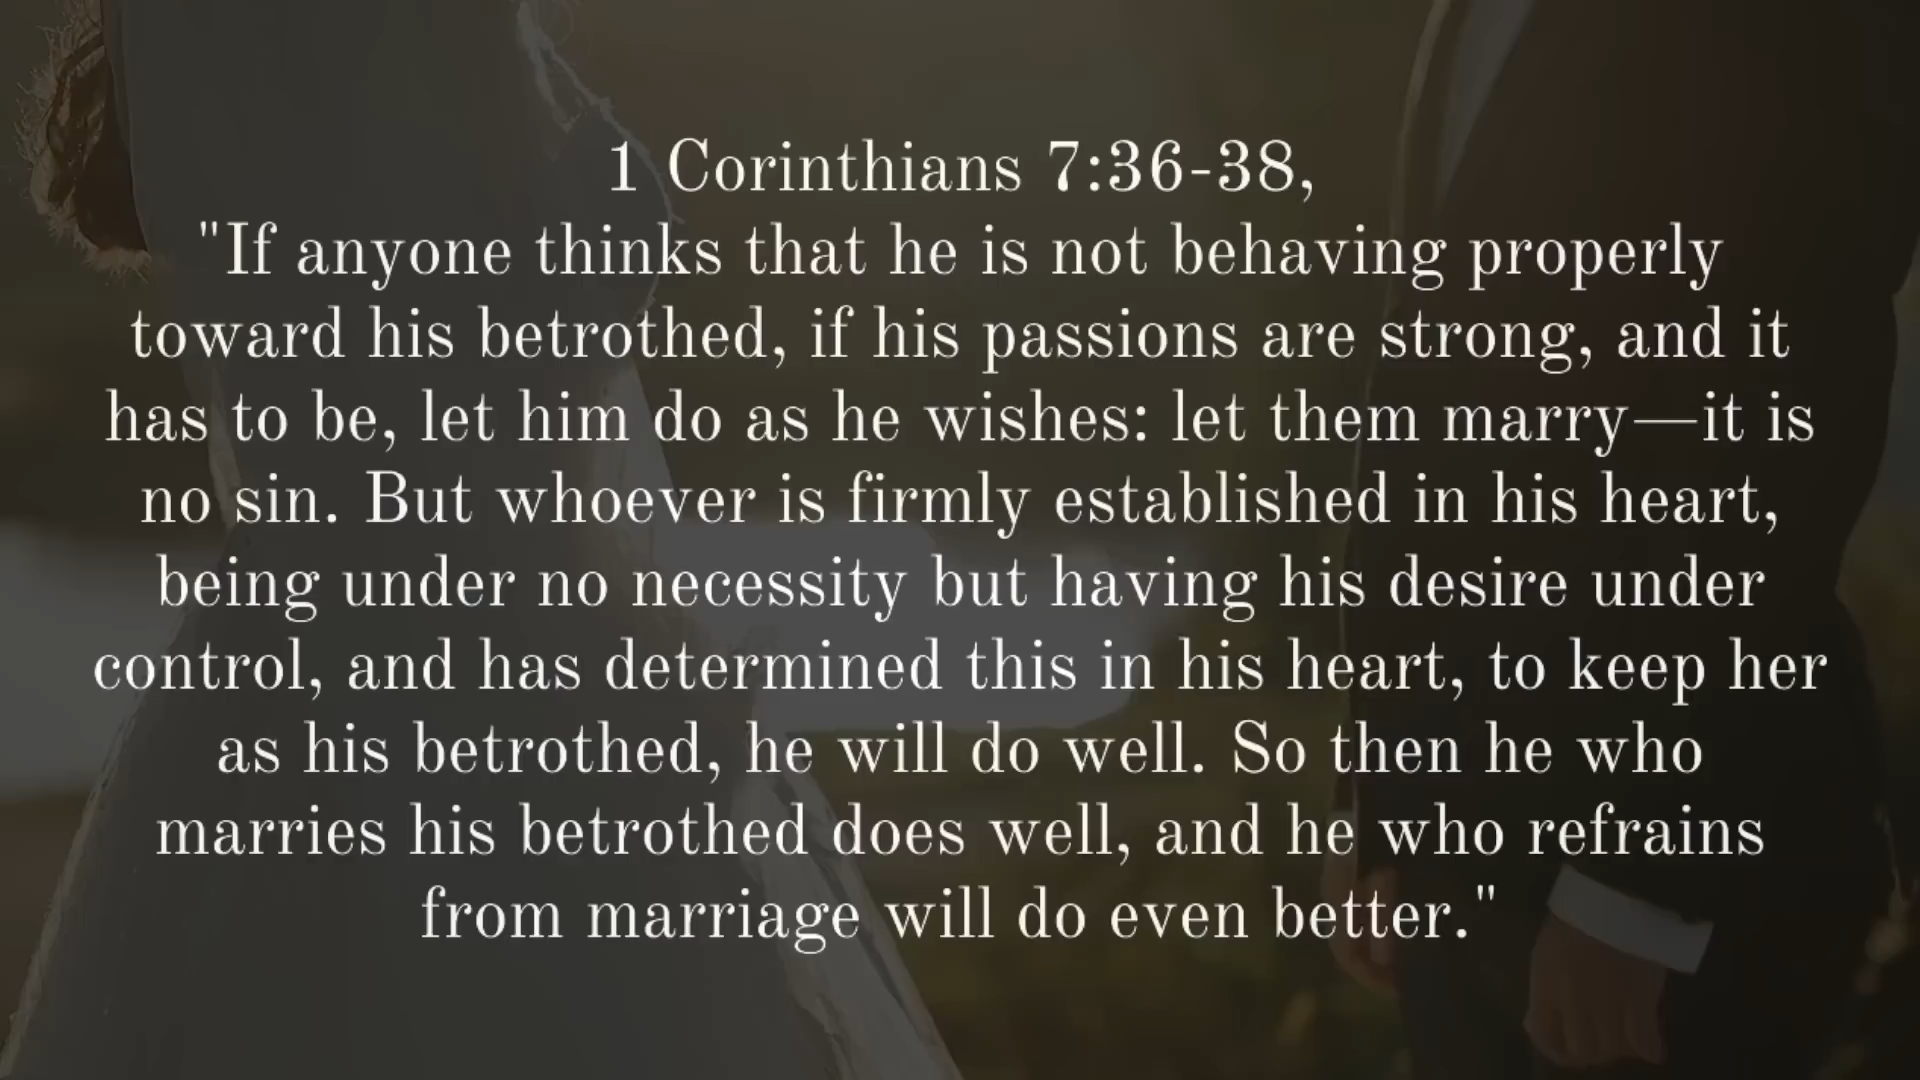 1 Corinthians 7:36-38,
"If anyone thinks that he is not behaving properly
toward his betrothed, if his passions are strong, and it
has to be, let him do as he wishes: let them marry—it is
no sin. But whoever is firmly established in his heart,
being under no necessity but having his desire under
control, and has determined this in his heart, to keep her
as his betrothed, he will do well. So then he who
marries his betrothed does well, and he who refrains
from marriage will do even better."